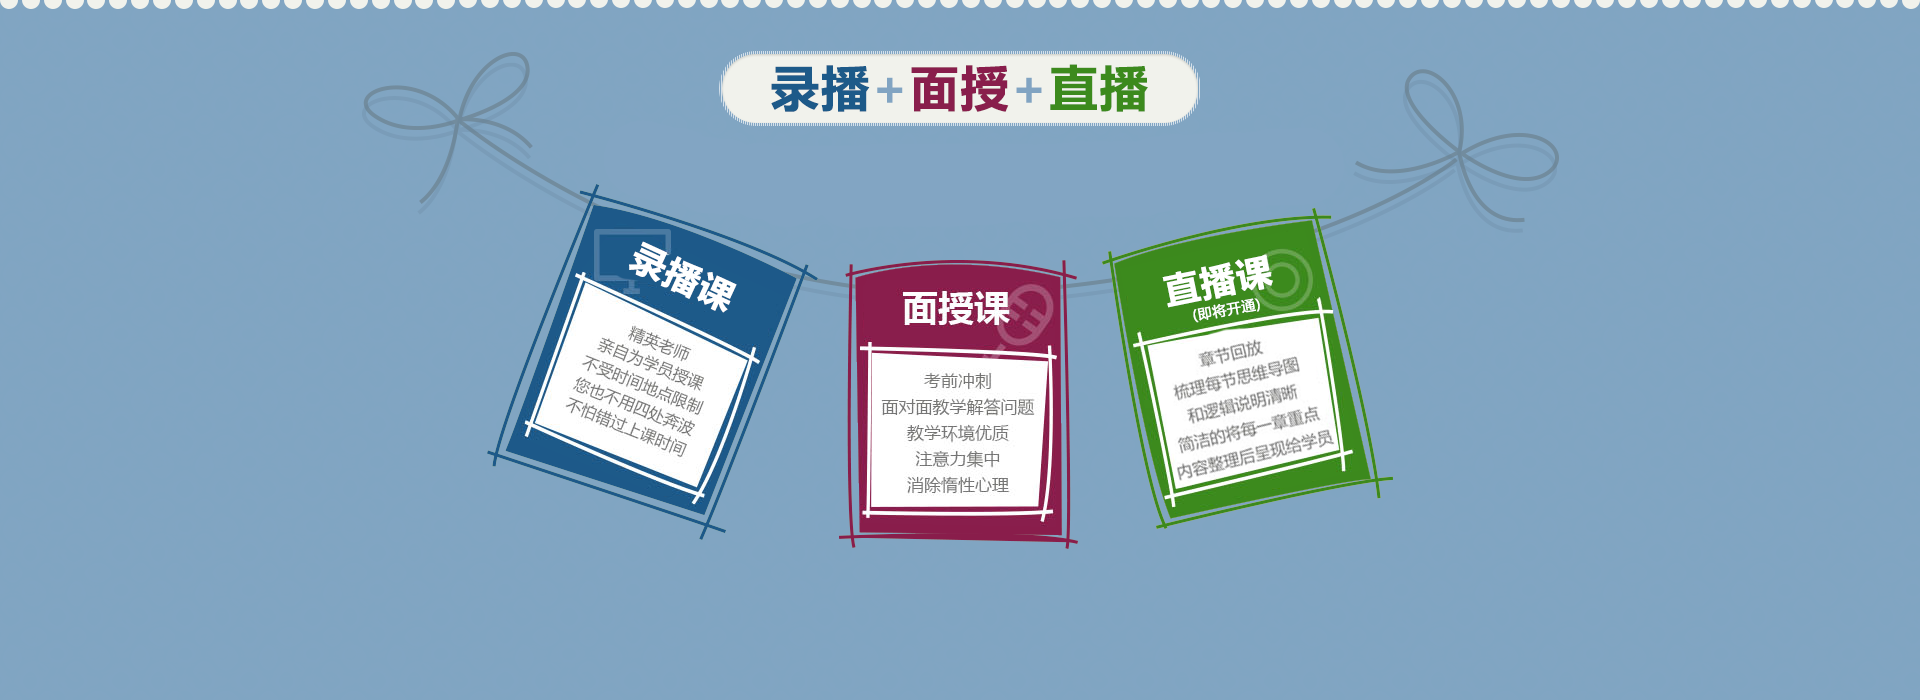 录播+面授+直播
录播课
精英老师
亲自为学员授课
不受时间地点限制
您也不用四处奔波
不怕错过上课时间
面授课
考前冲刺
面对面教学解答问题
教学环境优质
注意力集中
消除惰性心理
直播课
(即将开通)
章节回放
梳理每节思维导图
和逻辑说明清晰
简洁的将每一章重点
内容整理后呈现给学员